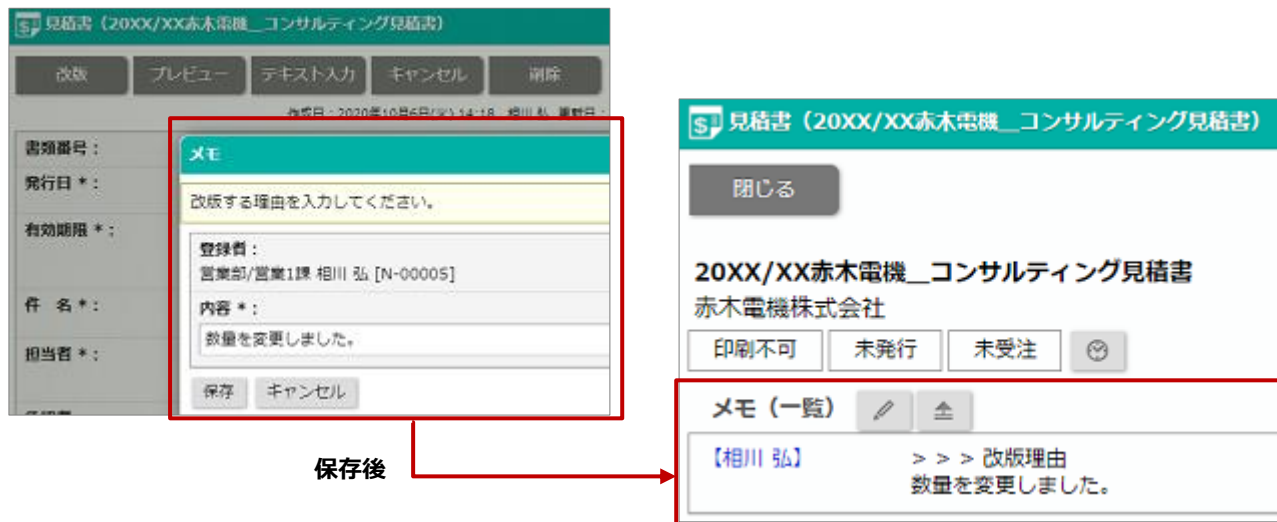 見積書（20XX/XX赤木電機__コンサルティング見積書）
改版 プレビュー テキスト入力 キャンセル 削除
作成日：2020年10月6日(火) 14:18 相川 弘 更新日：
書類番号：
発行日 *：
有効期限 *：
件 名 *：
担当者 *：
メモ
改版する理由を入力してください。
登録者：
営業部/営業1課 相川 弘 [N-00005]
内容 *：
数量を変更しました。
保存 キャンセル
保存後
見積書（20XX/XX赤木電機__コンサルティング見積書）
閉じる
20XX/XX赤木電機__コンサルティング見積書
赤木電機株式会社
印刷不可 未発行 未受注
メモ（一覧）
【相川 弘】 ＞＞＞改版理由
数量を変更しました。